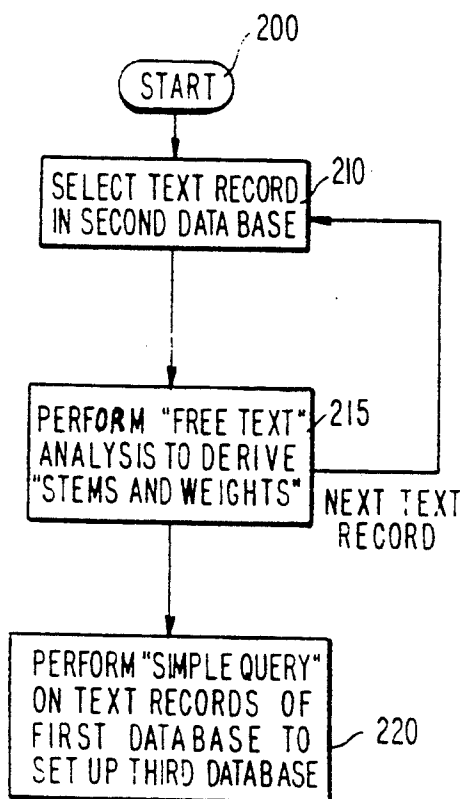 200
START
SELECT TEXT RECORD
IN SECOND DATA BASE
210
PERFORM "FREE TEXT"
ANALYSIS TO DERIVE
"STEMS AND WEIGHTS"
215
NEXT TEXT
RECORD
PERFORM "SIMPLE QUERY"
ON TEXT RECORDS OF
FIRST DATABASE TO
SET UP THIRD DATABASE
220